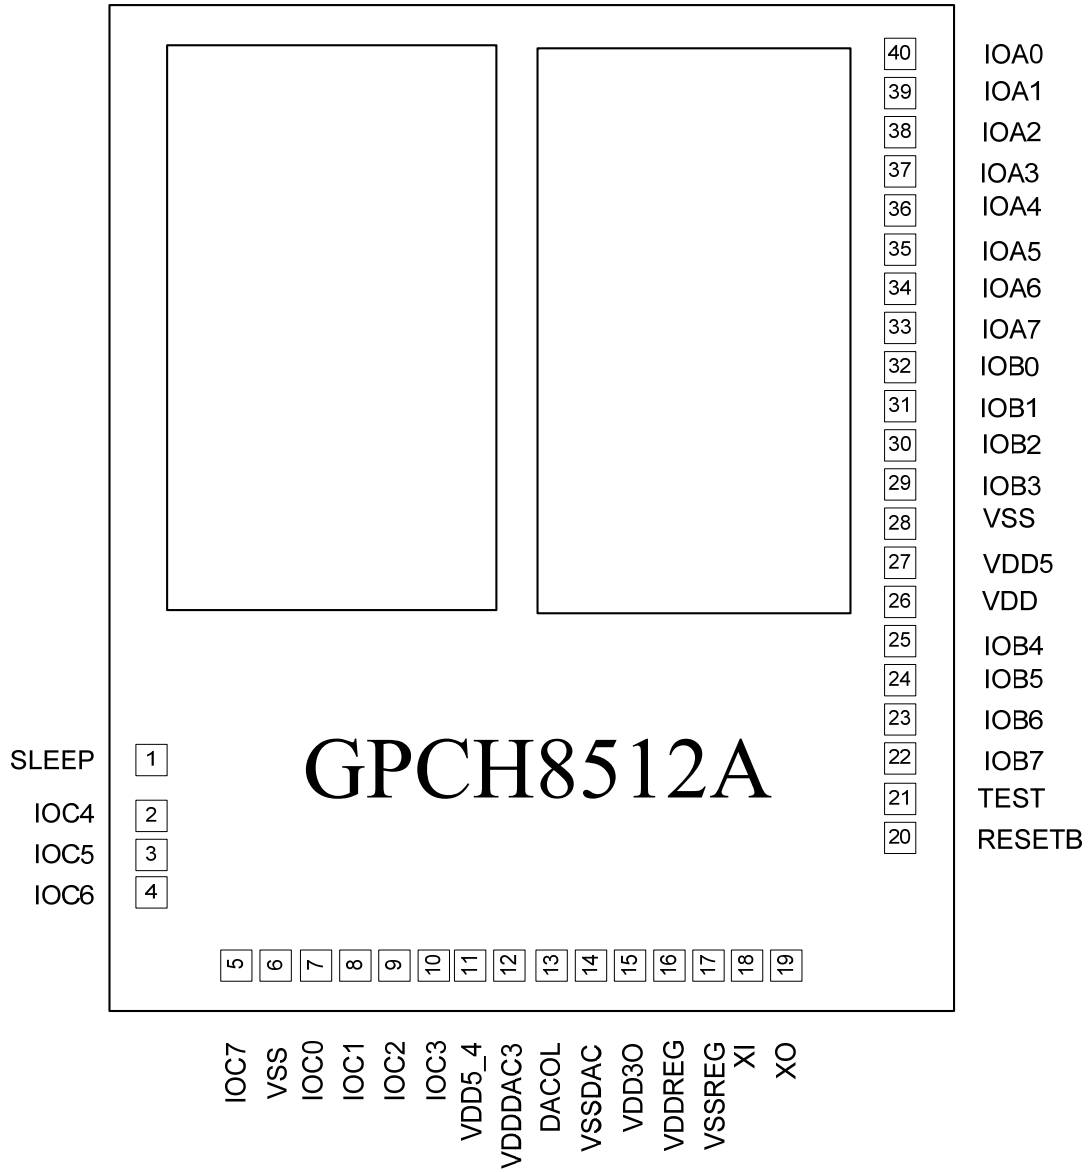 40 IOA0
39 IOA1
38 IOA2
37 IOA3
36 IOA4
35 IOA5
34 IOA6
33 IOA7
32 IOB0
31 IOB1
30 IOB2
29 IOB3
28 VSS
27 VDD5
26 VDD
25 IOB4
24 IOB5
23 IOB6
22 IOB7
21 TEST
20 RESETB
SLEEP 1
IOC4 2
IOC5 3
IOC6 4
GPCH8512A
5 6 7 8 9 10 11 12 13 14 15 16 17 18 19
IOC7
VSS
IOC0
IOC1
IOC2
IOC3
VDD5_4
VDDDAC3
DACOL
VSSDAC
VDD3O
VDDREG
VSSREG
XI
XO